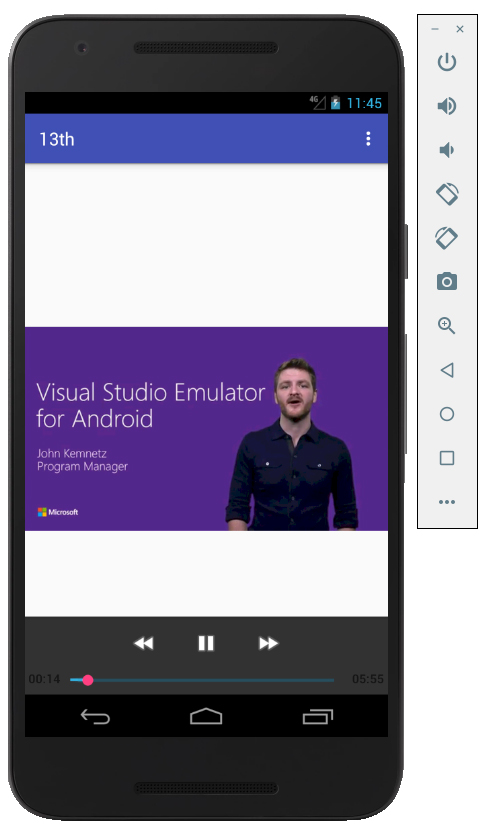 4G 11:45
13th
Visual Studio Emulator
for Android
John Kemnetz
Program Manager
Microsoft
00:14 05:55